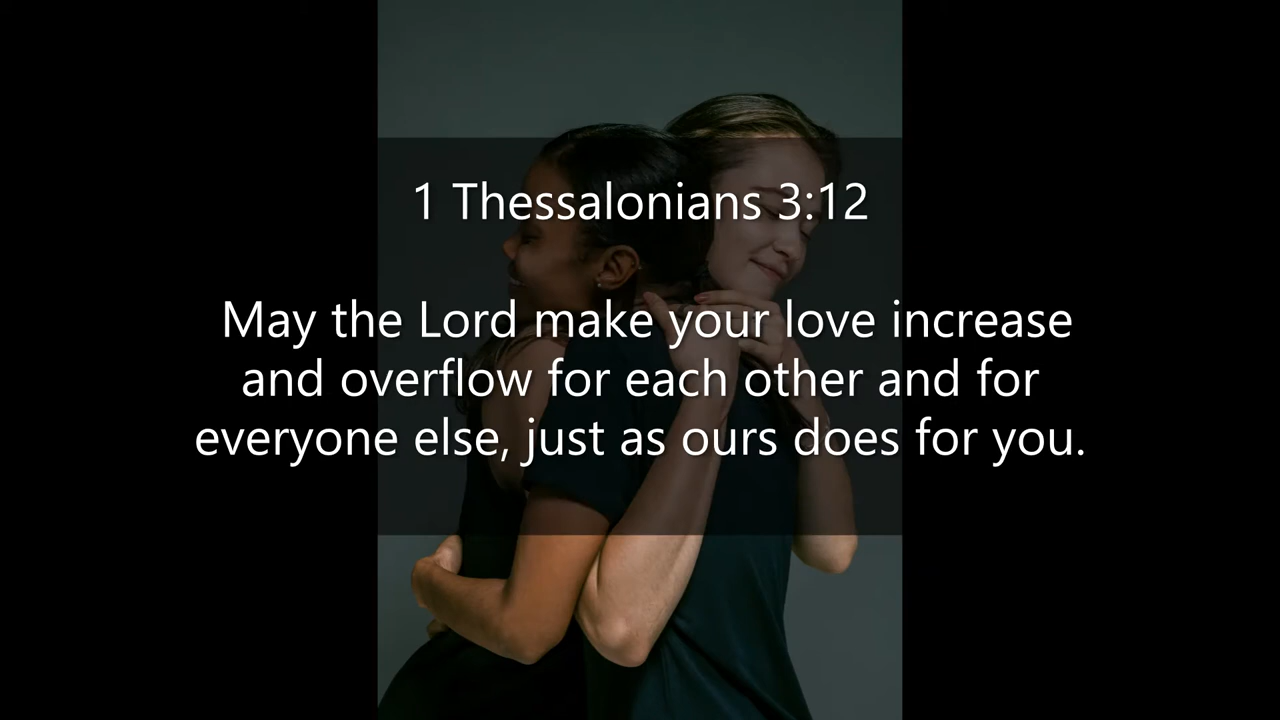 1 Thessalonians 3:12
May the Lord make your love increase
and overflow for each other and for
everyone else, just as ours does for you.